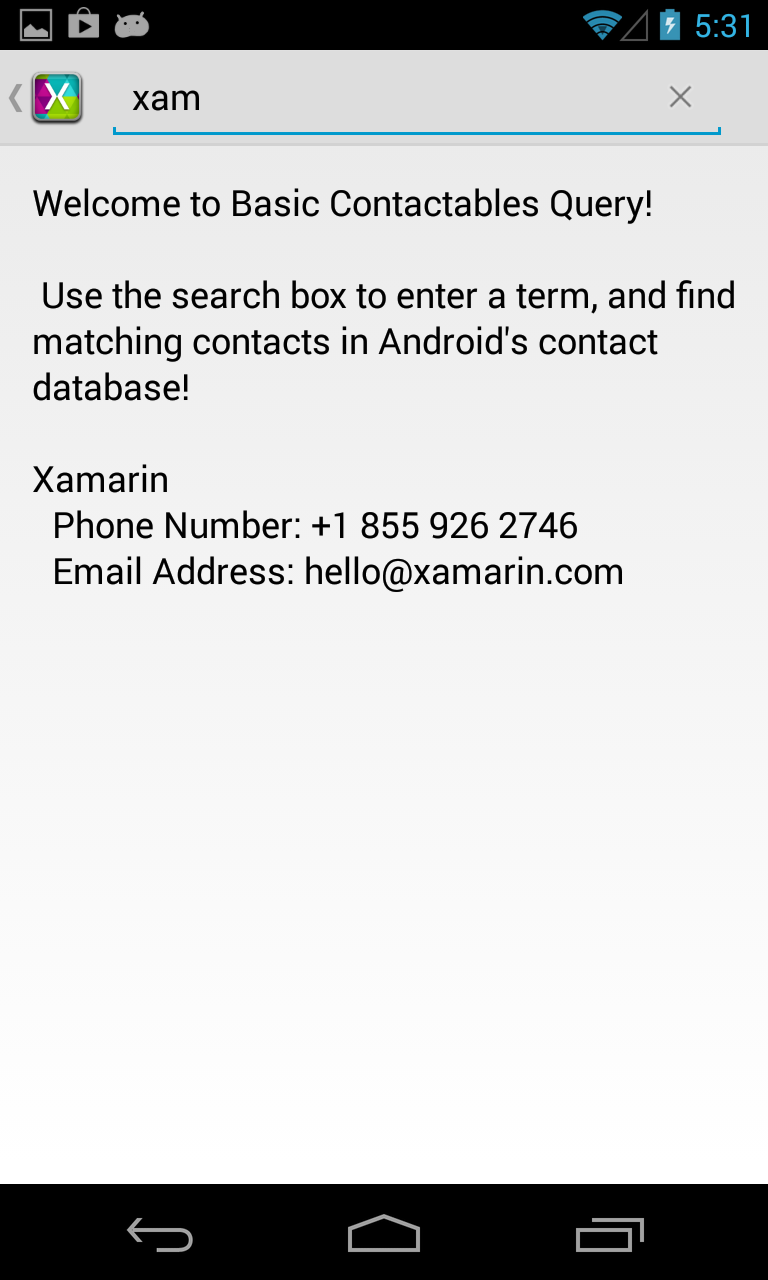 5:31
X xam
Welcome to Basic Contactables Query!
Use the search box to enter a term, and find
matching contacts in Android's contact
database!
Xamarin
Phone Number: +1 855 926 2746
Email Address: hello@xamarin.com